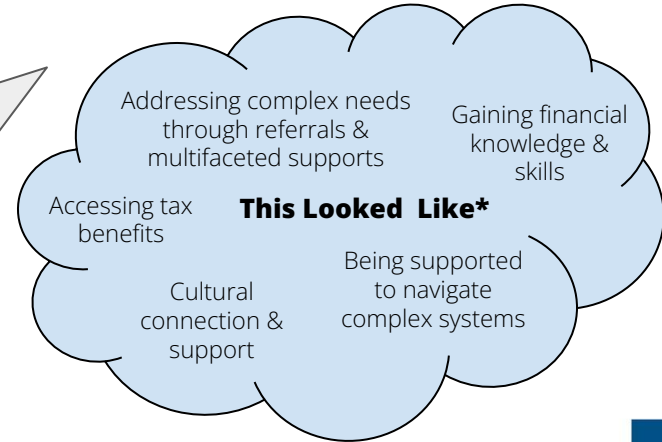 Addressing complex needs
through referrals &
multifaceted supports
Gaining financial
knowledge &
skills
Accessing tax
benefits
This Looked Like*
Being supported
to navigate
complex systems
Cultural
connection &
support